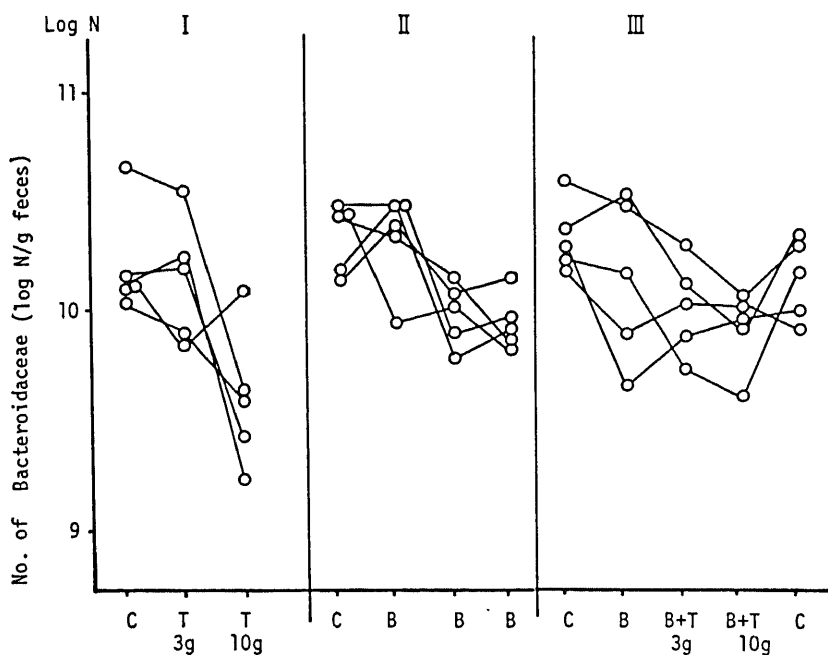 Log N
I
II
III
No. of Bacteroidaceae (log N/g feces)
11
10
9
C T T
3g 10g
C B B B
C B B+T B+T C
3g 10g